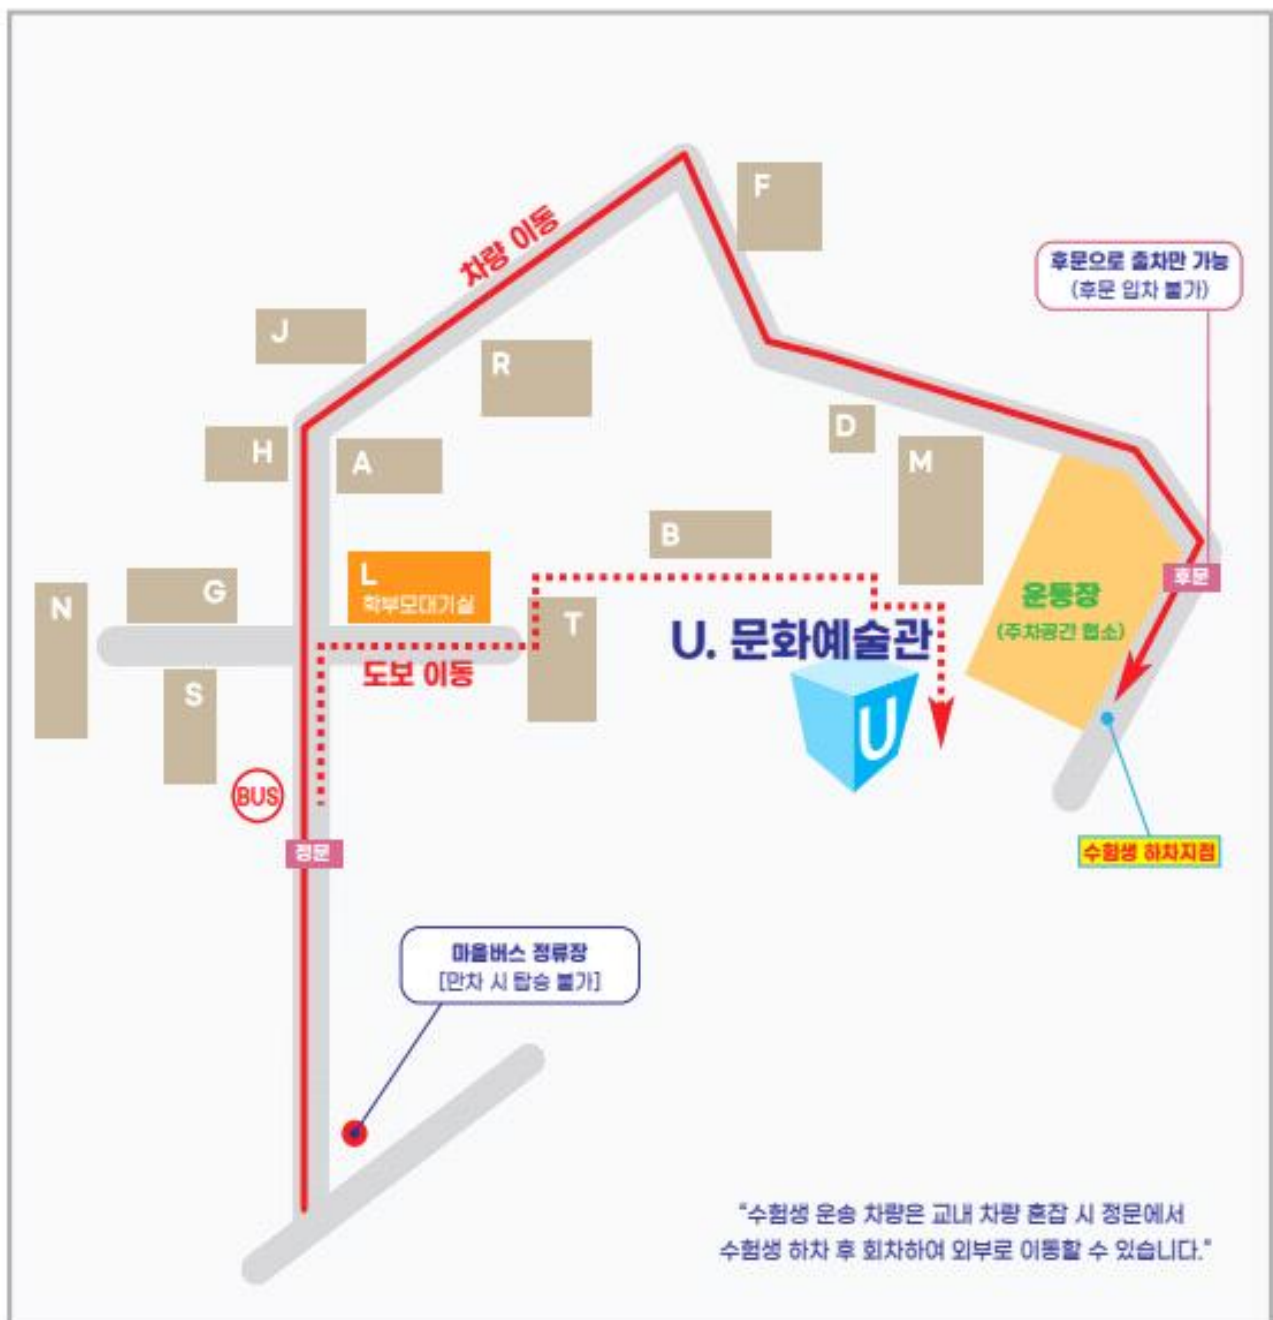 F
차량 이동
후문으로 출차만 가능
(후문 입차 불가)
J
R
D
H
A
M
B
L
학부모대기실
후문
N
G
T
운동장
(주차공간 협소)
U. 문화예술관
도보 이동
S
U
BUS
정문
수험생 하차지점
마을버스 정류장
[만차 시 탑승 불가]
"수험생 운송 차량은 교내 차량 혼잡 시 정문에서
수험생 하차 후 회차하여 외부로 이동할 수 있습니다."